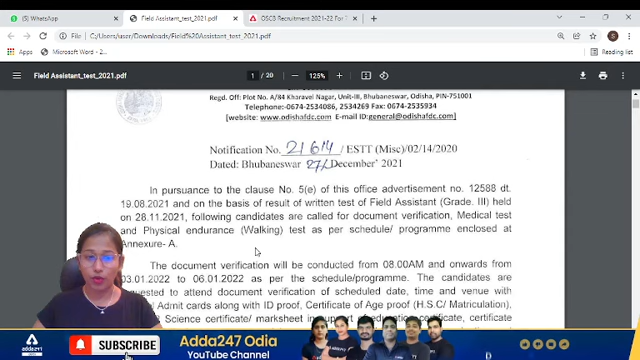 WhatsApp
Field Assistant_test_2021.pdf
OSCB Recruitment 2021-22 For
File | C:/Users/user/Downloads/Field%20Assistant_test_2021.pdf
Apps
Microsoft Word - 2...
Reading list
Field Assistant_test_2021.pdf
1 / 20
125%
Regd. Off: Plot No. A/84 Kharavel Nagar, Unit-III, Bhubaneswar, Odisha, PIN-751001
Telephone:-0674-2534086, 2534269 Fax: 0674-2535934
[website: www.odishafdc.com E-mail ID:general@odishafdc.com]
Notification No. 21614 / ESTT (Misc)/02/14/2020
Dated: Bhubaneswar 27/ December' 2021
In pursuance to the clause No. 5(e) of this office advertisement no. 12588 dt.
19.08.2021 and on the basis of result of written test of Field Assistant (Grade. III) held
on 28.11.2021, following candidates are called for document verification, Medical test
and Physical endurance (Walking) test as per schedule/ programme enclosed at
Annexure- A.
The document verification will be conducted from 08.00AM and onwards from
03.01.2022 to 06.01.2022 as per the schedule/programme. The candidates are
requested to attend document verification of scheduled date, time and venue with
Admit cards along with ID proof, Certificate of Age proof (H.S.C/ Matriculation),
Science certificate/ marksheet in support of education certificate, certificate
SUBSCRIBE
Adda247 Odia
YouTube Channel
Adda247